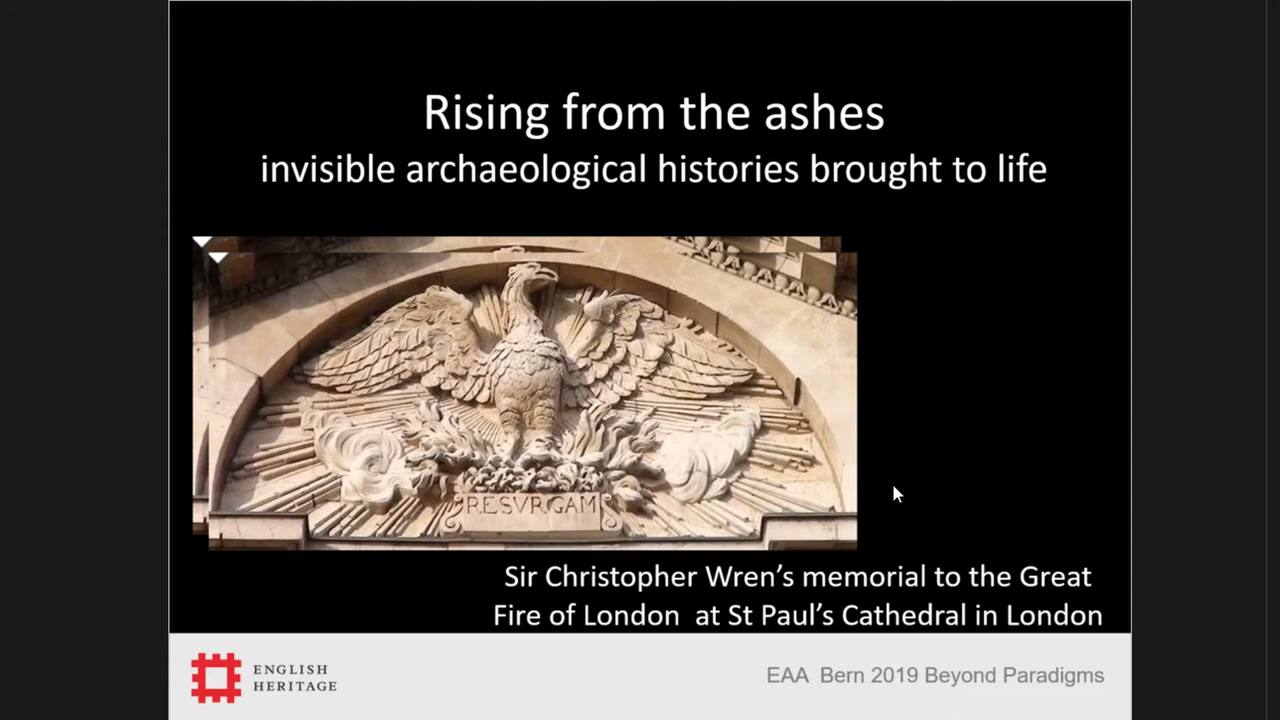 Rising from the ashes
invisible archaeological histories brought to life
RESVRGAM
Sir Christopher Wren’s memorial to the Great
Fire of London at St Paul’s Cathedral in London
ENGLISH
HERITAGE
EAA Bern 2019 Beyond Paradigms